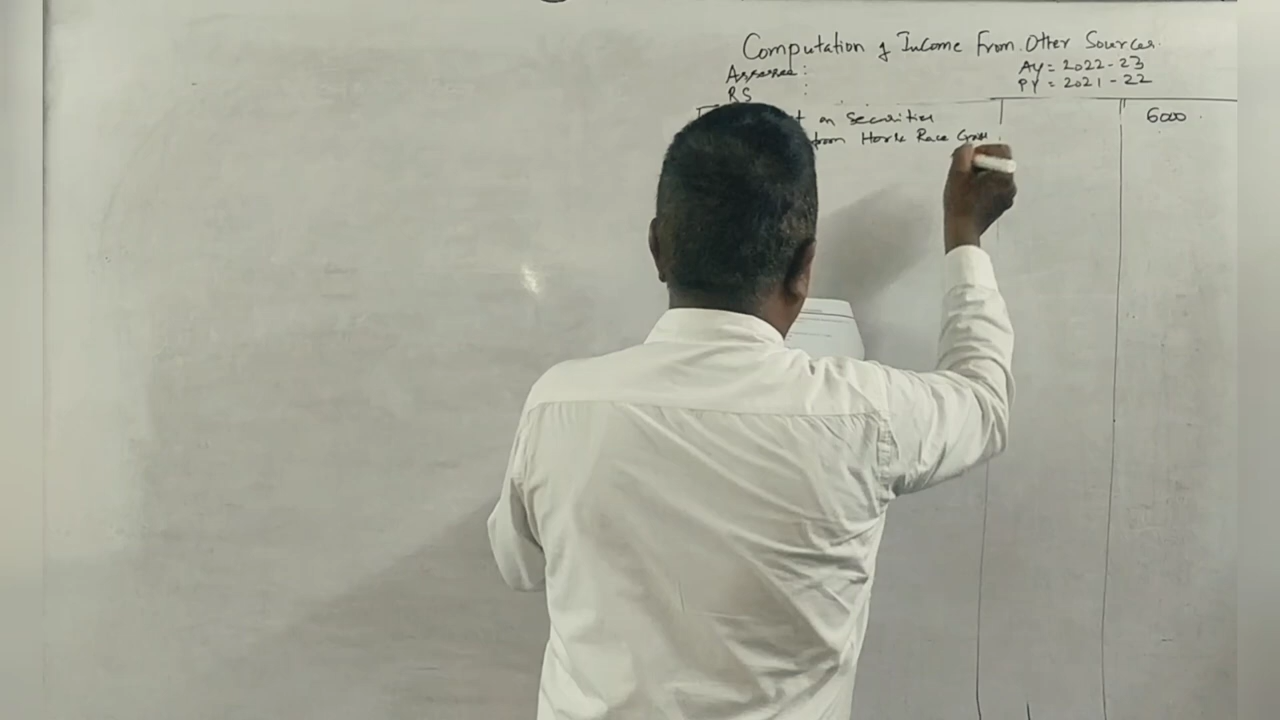 Computation of Income From Other Sources.
Assessee :
AY = 2022-23
RS :
PY = 2021-22
on Securities
6000
from Horse Race Gross